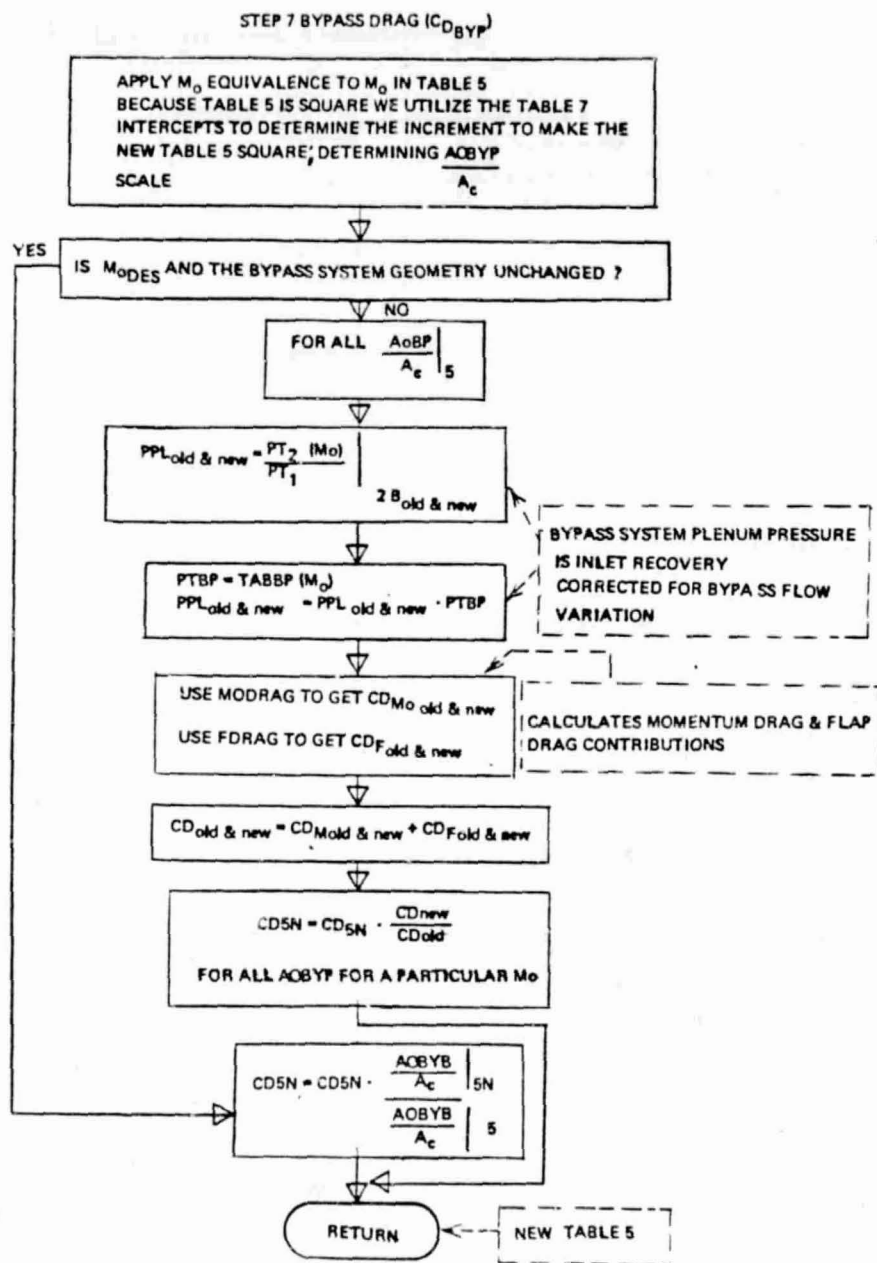 STEP 7 BYPASS DRAG (CDBYP)
APPLY Mo EQUIVALENCE TO Mo IN TABLE 5
BECAUSE TABLE 5 IS SQUARE WE UTILIZE THE TABLE 7
INTERCEPTS TO DETERMINE THE INCREMENT TO MAKE THE
NEW TABLE 5 SQUARE; DETERMINING AOBYP
SCALE Ac
YES
IS MoDES AND THE BYPASS SYSTEM GEOMETRY UNCHANGED ?
NO
FOR ALL AoBP
Ac 5
PPLold & new = PT2 (Mo)
PT1
2 Bold & new
BYPASS SYSTEM PLENUM PRESSURE
IS INLET RECOVERY
CORRECTED FOR BYPASS FLOW
VARIATION
PTBP = TABBP (Mo)
PPLold & new = PPL old & new · PTBP
USE MODRAG TO GET CDMo old & new
USE FDRAG TO GET CDFold & new
CALCULATES MOMENTUM DRAG & FLAP
DRAG CONTRIBUTIONS
CDold & new = CDMold & new + CDFold & new
CD5N = CD5N · CDnew
CDold
FOR ALL AOBYP FOR A PARTICULAR Mo
CD5N = CD5N · AOBYB
Ac 5N
AOBYB
Ac 5
RETURN
NEW TABLE 5